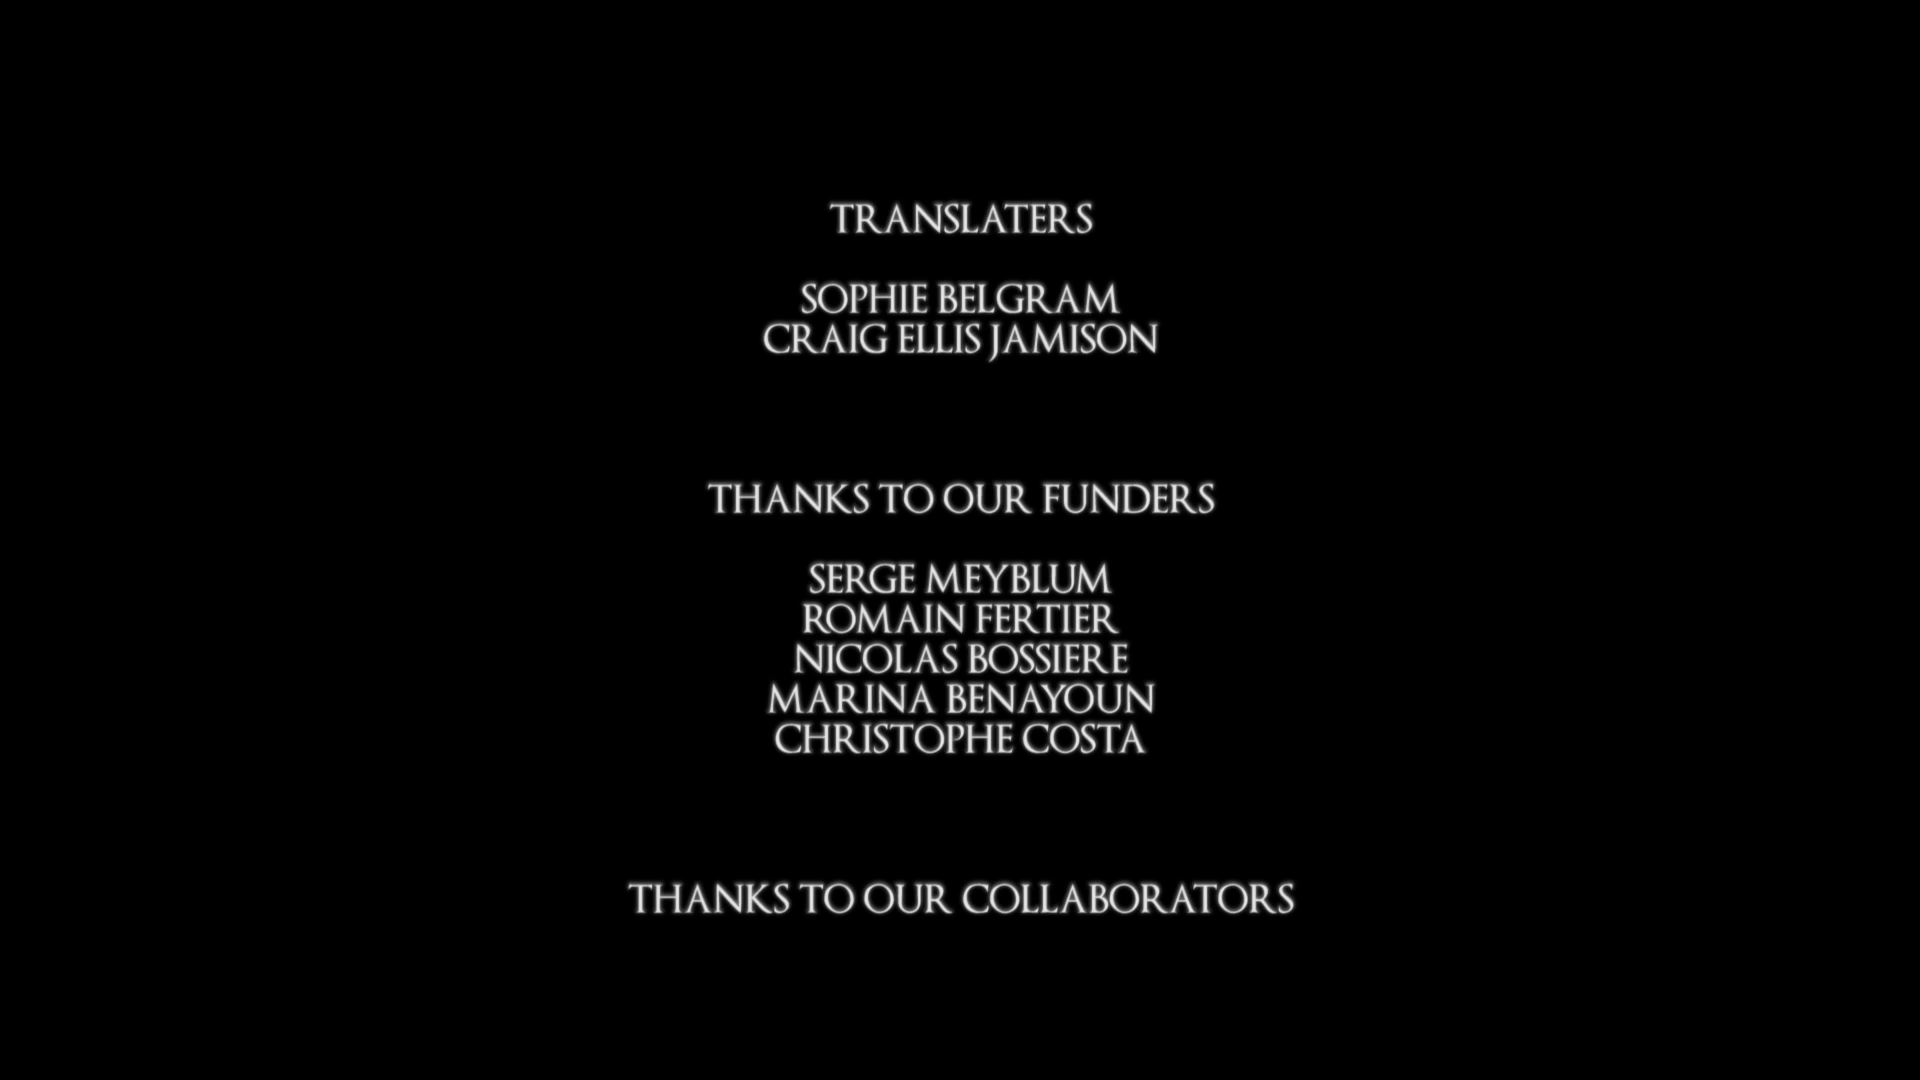 TRANSLATERS
SOPHIE BELGRAM
CRAIG ELLIS JAMISON
THANKS TO OUR FUNDERS
SERGE MEYBLUM
ROMAIN FERTIER
NICOLAS BOSSIERE
MARINA BENAYOUN
CHRISTOPHE COSTA
THANKS TO OUR COLLABORATORS